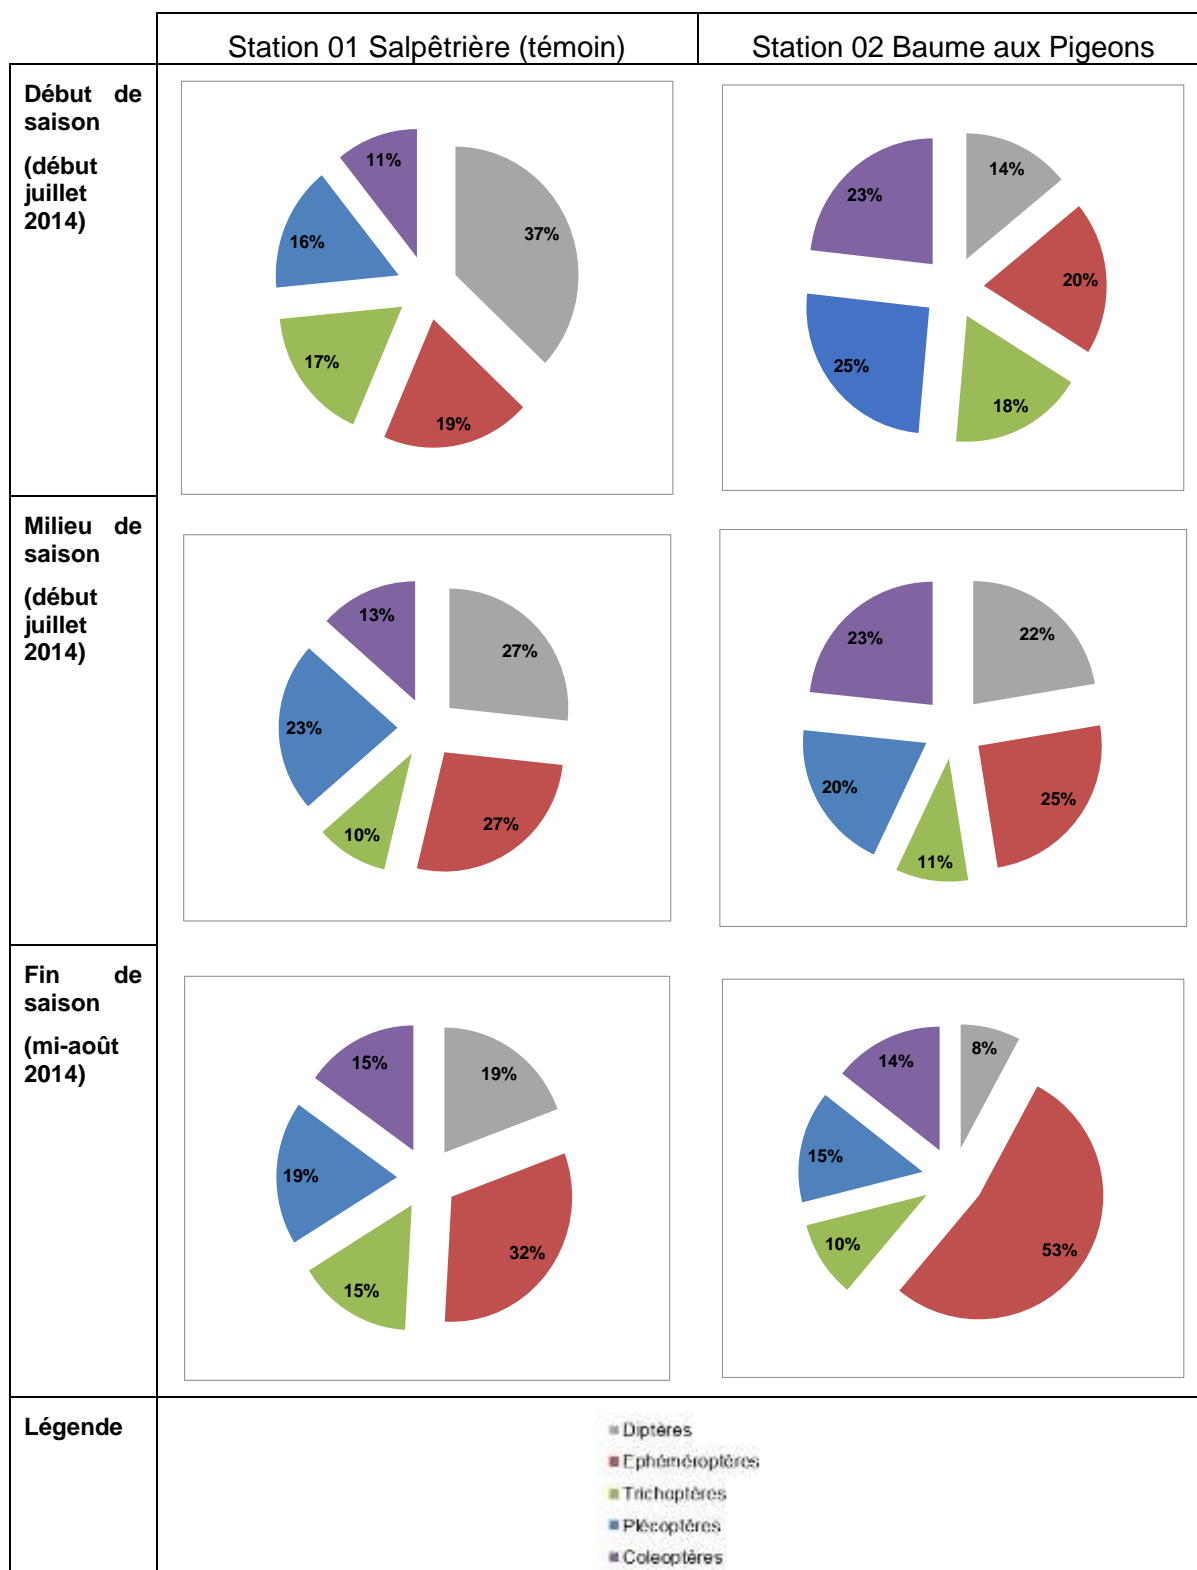 Station 01 Salpêtrière (témoin)
Station 02 Baume aux Pigeons
Début de
saison
(début
juillet
2014)
11%
37%
16%
17%
19%
14%
23%
20%
25%
18%
Milieu de
saison
(début
juillet
2014)
13%
27%
23%
10%
27%
23%
22%
20%
25%
11%
Fin de
saison
(mi-août
2014)
15%
19%
19%
32%
15%
14%
8%
15%
10%
53%
Légende
Diptères
Ephéméroptères
Trichoptères
Plécoptères
Coleoptères